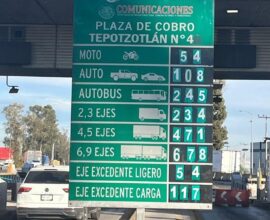 COMUNICACIONES
PLAZA DE COBRO
TEPOTZOTLÁN N°4
MOTO 54
AUTO 108
AUTOBUS 245
2,3 EJES 234
4,5 EJES 471
6,9 EJES 678
EJE EXCEDENTE LIGERO 54
EJE EXCEDENTE CARGA 117